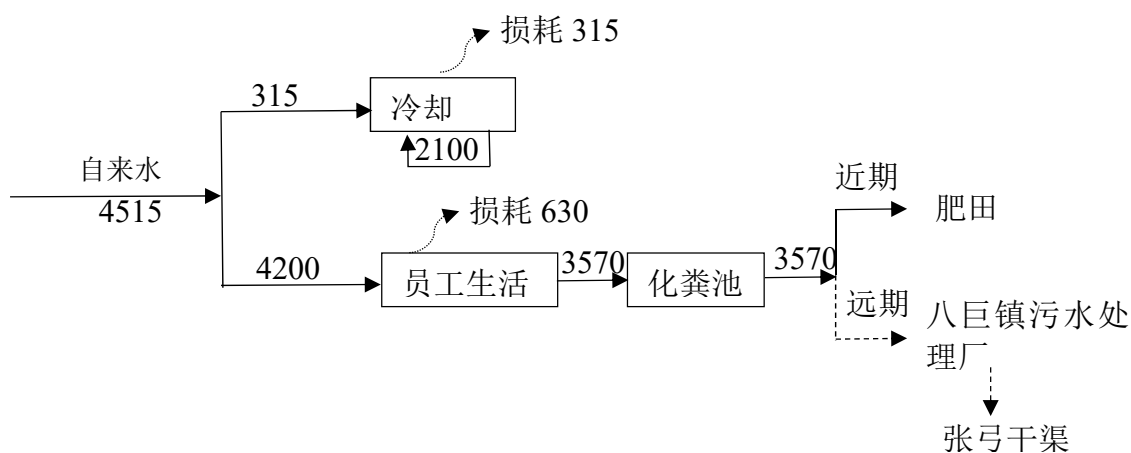 损耗 315
315
冷却
2100
自来水
4515
近期
肥田
损耗 630
4200
员工生活
3570
化粪池
3570
远期
八巨镇污水处
理厂
张弓干渠